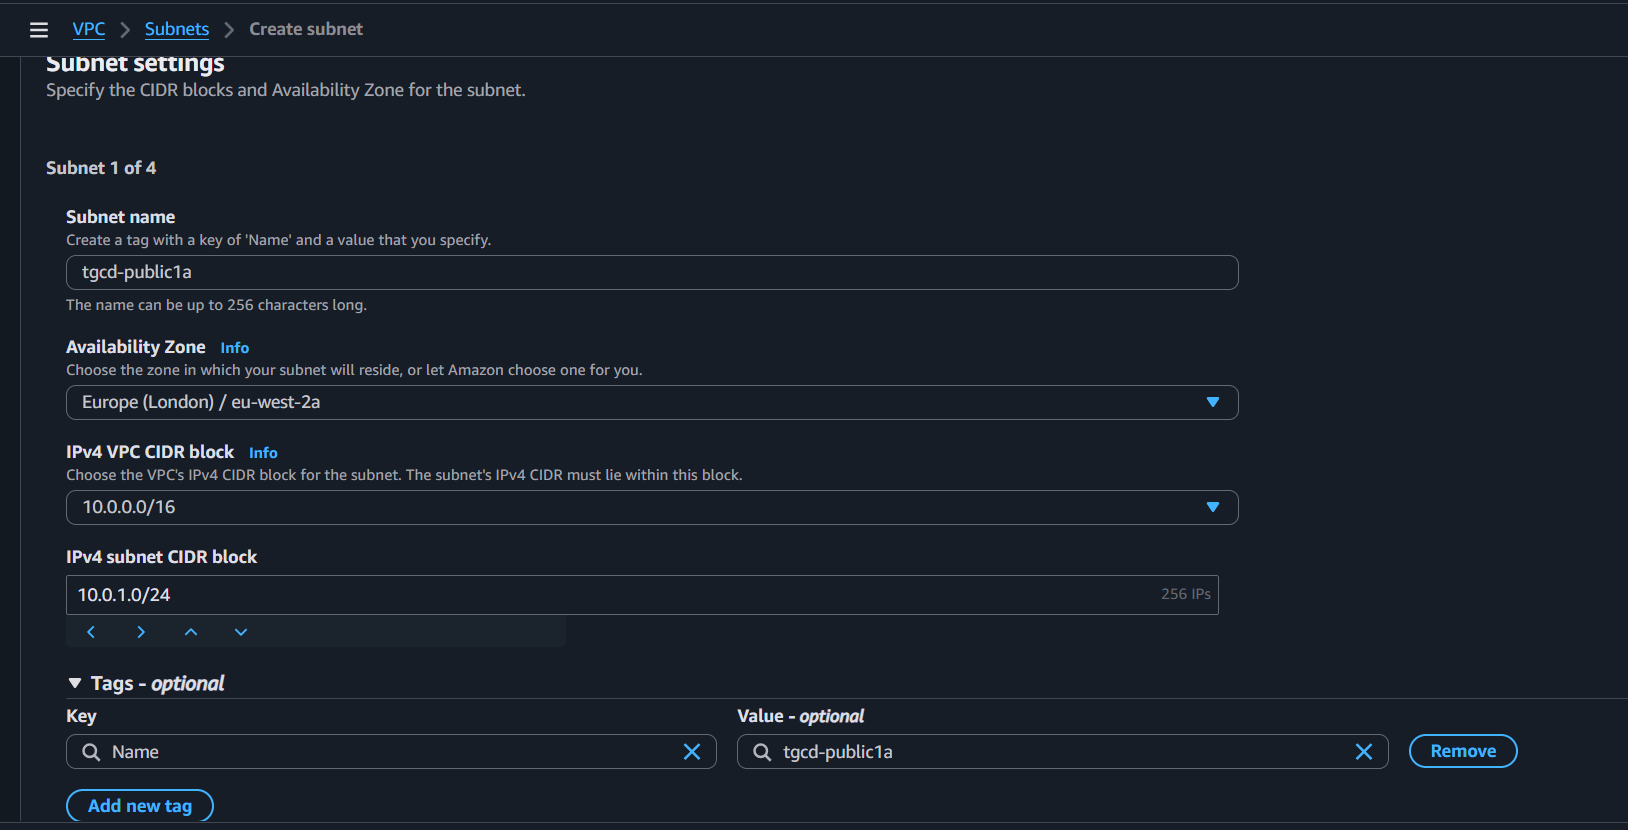 VPC > Subnets > Create subnet
Subnet settings
Specify the CIDR blocks and Availability Zone for the subnet.
Subnet 1 of 4
Subnet name
Create a tag with a key of 'Name' and a value that you specify.
tgcd-public1a
The name can be up to 256 characters long.
Availability Zone Info
Choose the zone in which your subnet will reside, or let Amazon choose one for you.
Europe (London) / eu-west-2a
IPv4 VPC CIDR block Info
Choose the VPC's IPv4 CIDR block for the subnet. The subnet's IPv4 CIDR must lie within this block.
10.0.0.0/16
IPv4 subnet CIDR block
10.0.1.0/24 256 IPs
Tags - optional
Key Value - optional
Name tgcd-public1a Remove
Add new tag